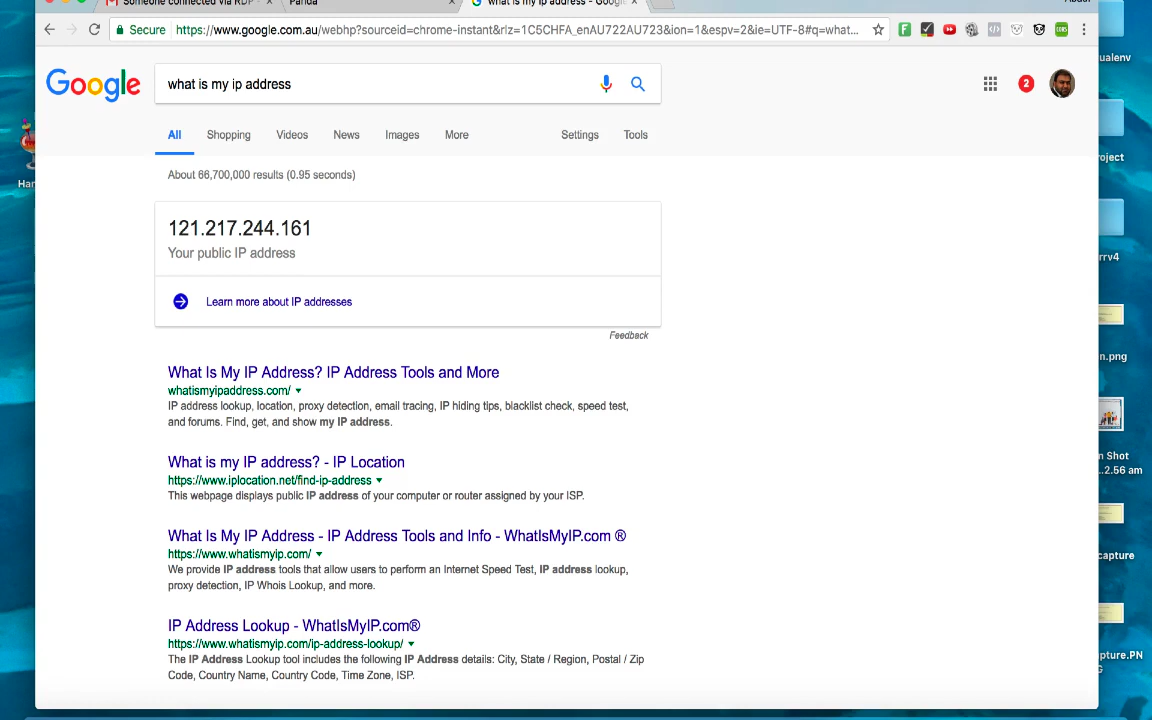 Someone connected via RDP -
Panda
what is my ip address - Google
Secure
https://www.google.com.au/webhp?sourceid=chrome-instant&rlz=1C5CHFA_enAU722AU723&ion=1&espv=2&ie=UTF-8#q=what...
Google
what is my ip address
2
All
Shopping
Videos
News
Images
More
Settings
Tools
About 66,700,000 results (0.95 seconds)
121.217.244.161
Your public IP address
Learn more about IP addresses
Feedback
What Is My IP Address? IP Address Tools and More
whatismyipaddress.com/
IP address lookup, location, proxy detection, email tracing, IP hiding tips, blacklist check, speed test,
and forums. Find, get, and show my IP address.
What is my IP address? - IP Location
https://www.iplocation.net/find-ip-address
This webpage displays public IP address of your computer or router assigned by your ISP.
What Is My IP Address - IP Address Tools and Info - WhatIsMyIP.com ®
https://www.whatismyip.com/
We provide IP address tools that allow users to perform an Internet Speed Test, IP address lookup,
proxy detection, IP Whois Lookup, and more.
IP Address Lookup - WhatIsMyIP.com®
https://www.whatismyip.com/ip-address-lookup/
The IP Address Lookup tool includes the following IP Address details: City, State / Region, Postal / Zip
Code, Country Name, Country Code, Time Zone, ISP.
Han
ualenv
oject
rrv4
n.png
n Shot
..2.56 am
capture
pture.PN
G